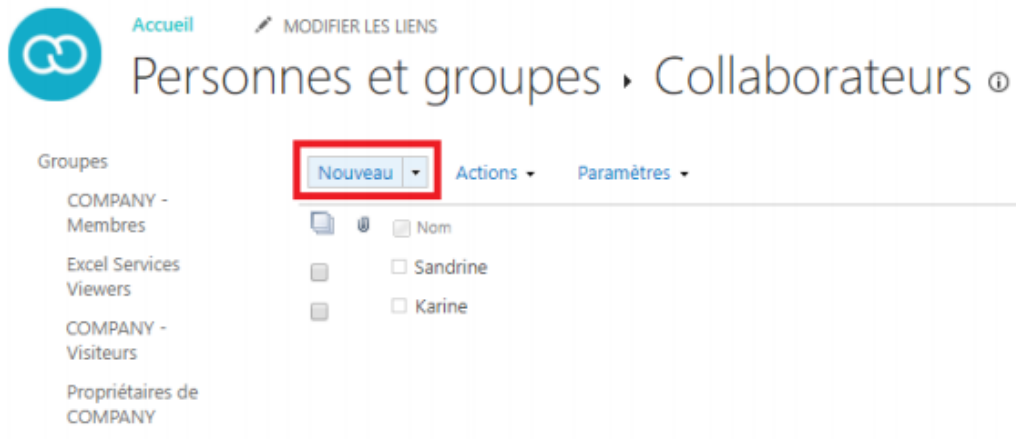 Accueil MODIFIER LES LIENS
Personnes et groupes ▸ Collaborateurs
Groupes
COMPANY -
Membres
Excel Services
Viewers
COMPANY -
Visiteurs
Propriétaires de
COMPANY
Nouveau Actions Paramètres
Nom
Sandrine
Karine